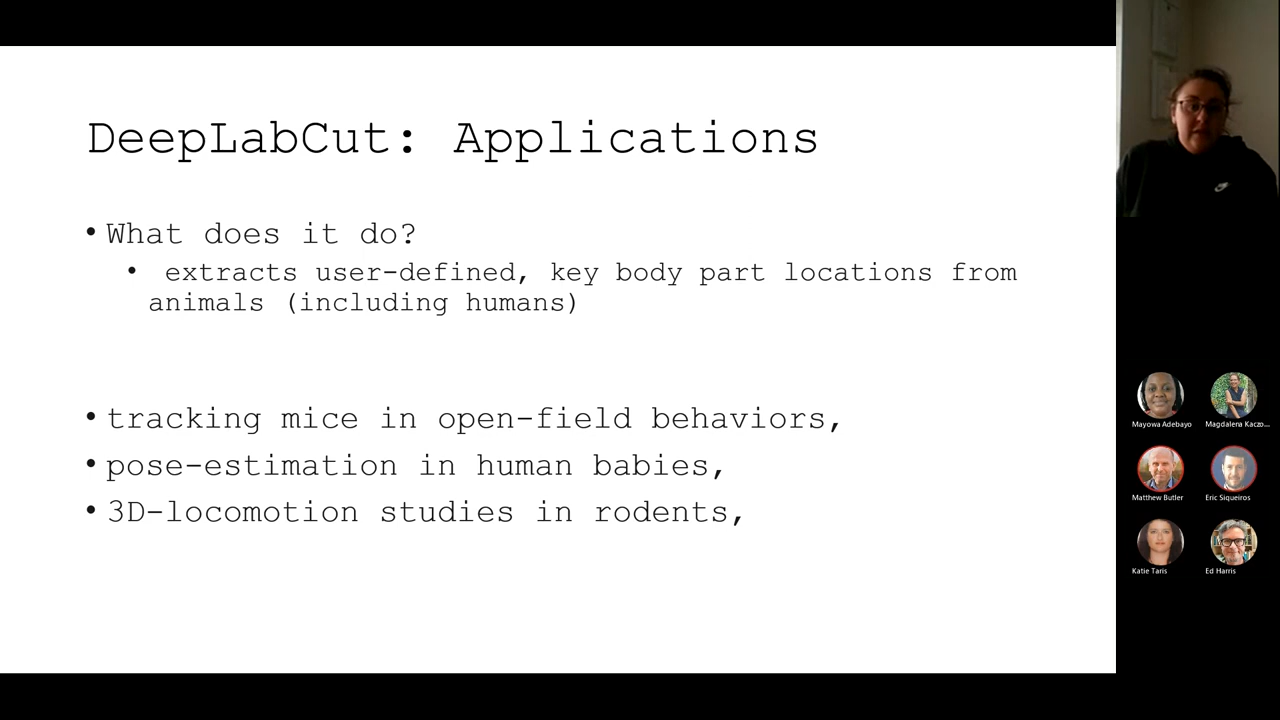 DeepLabCut: Applications
• What does it do?
• extracts user-defined, key body part locations from
animals (including humans)
• tracking mice in open-field behaviors,
• pose-estimation in human babies,
• 3D-locomotion studies in rodents,
Mayowa Adebayo
Magdalena Kaczo...
Matthew Butler
Eric Siqueiros
Katie Taris
Ed Harris